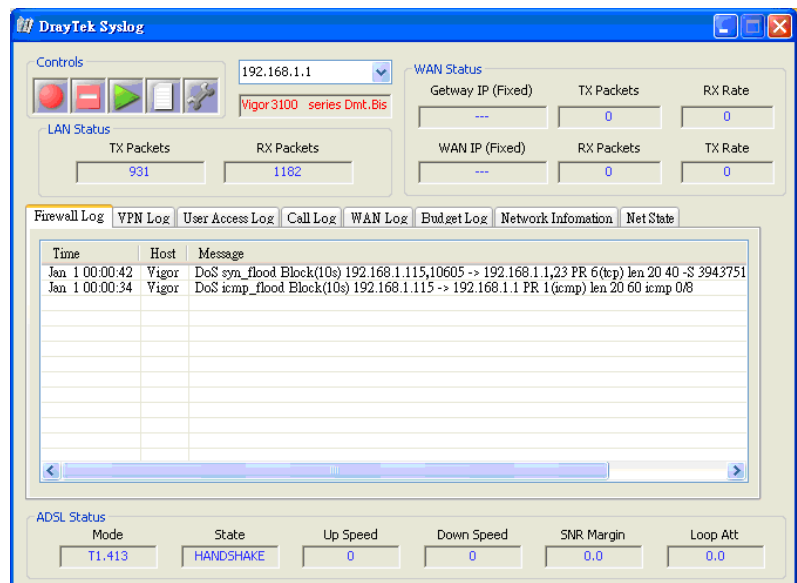 DrayTek Syslog
Controls
192.168.1.1
Vigor3100 series Dmt.Bis
LAN Status
TX Packets RX Packets
931 1182
WAN Status
Getway IP (Fixed) TX Packets RX Rate
--- 0 0
WAN IP (Fixed) RX Packets TX Rate
--- 0 0
Firewall Log VPN Log User Access Log Call Log WAN Log Budget Log Network Infomation Net State
Time Host Message
Jan 1 00:00:42 Vigor DoS syn_flood Block(10s) 192.168.1.115,10605 -> 192.168.1.1,23 PR 6(tcp) len 20 40 -S 3943751
Jan 1 00:00:34 Vigor DoS icmp_flood Block(10s) 192.168.1.115 -> 192.168.1.1 PR 1(icmp) len 20 60 icmp 0/8
ADSL Status
Mode State Up Speed Down Speed SNR Margin Loop Att
T1.413 HANDSHAKE 0 0 0.0 0.0